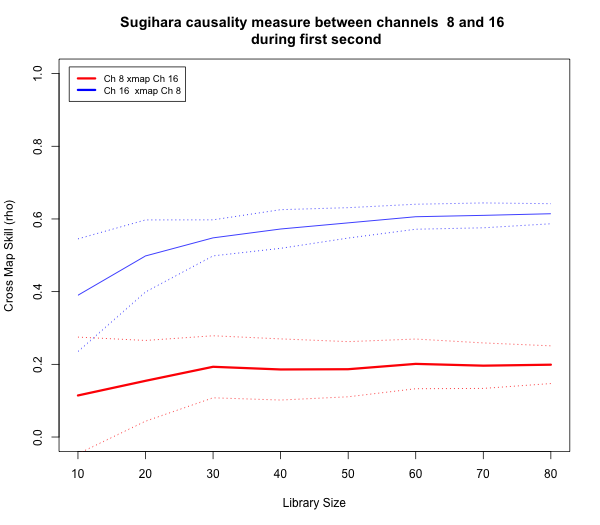 Sugihara causality measure between channels  8 and 16
during first second
Ch 8 xmap Ch 16
Ch 16  xmap Ch 8
Cross Map Skill (rho)
1.0
0.8
0.6
0.4
0.2
0.0
10 20 30 40 50 60 70 80
Library Size